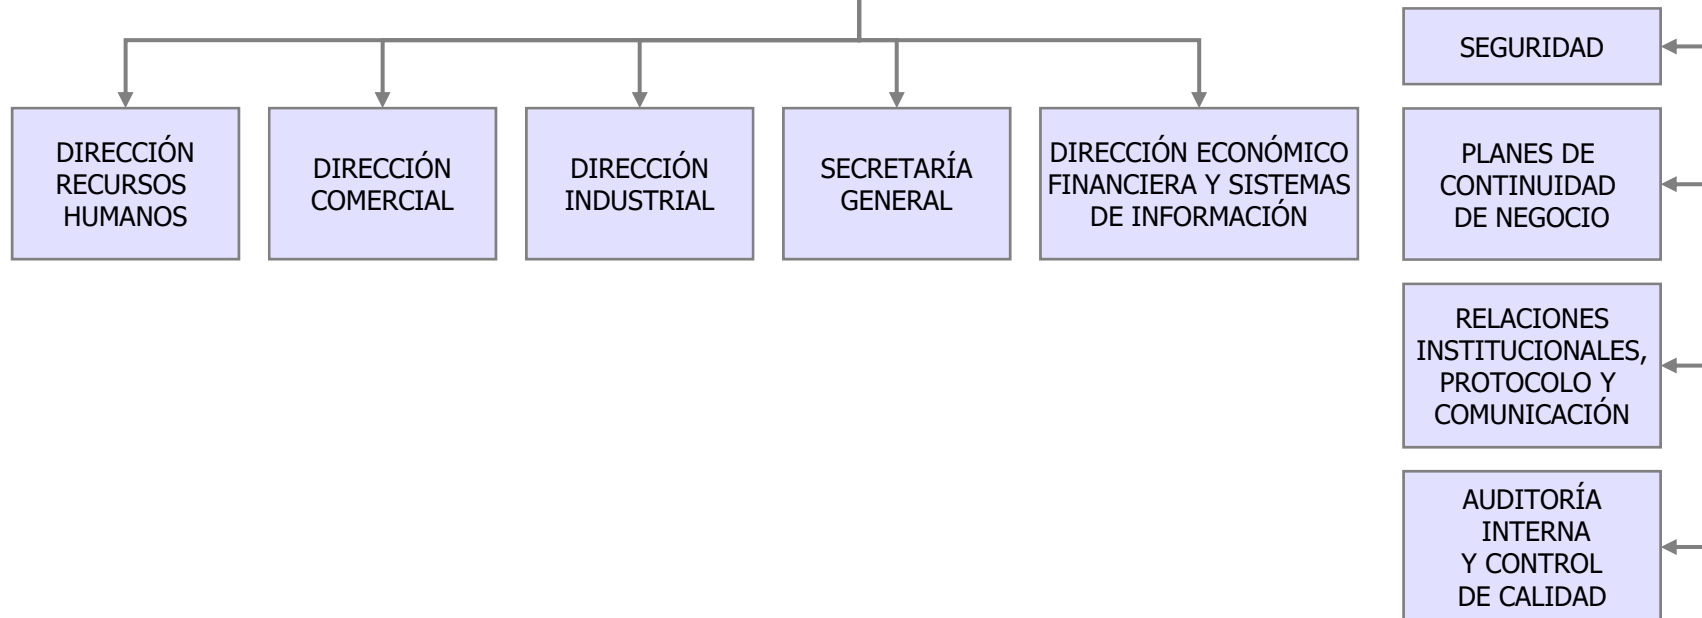 SEGURIDAD
DIRECCIÓN
RECURSOS
HUMANOS
DIRECCIÓN
COMERCIAL
DIRECCIÓN
INDUSTRIAL
SECRETARÍA
GENERAL
DIRECCIÓN ECONÓMICO
FINANCIERA Y SISTEMAS
DE INFORMACIÓN
PLANES DE
CONTINUIDAD
DE NEGOCIO
RELACIONES
INSTITUCIONALES,
PROTOCOLO Y
COMUNICACIÓN
AUDITORÍA
INTERNA
Y CONTROL
DE CALIDAD